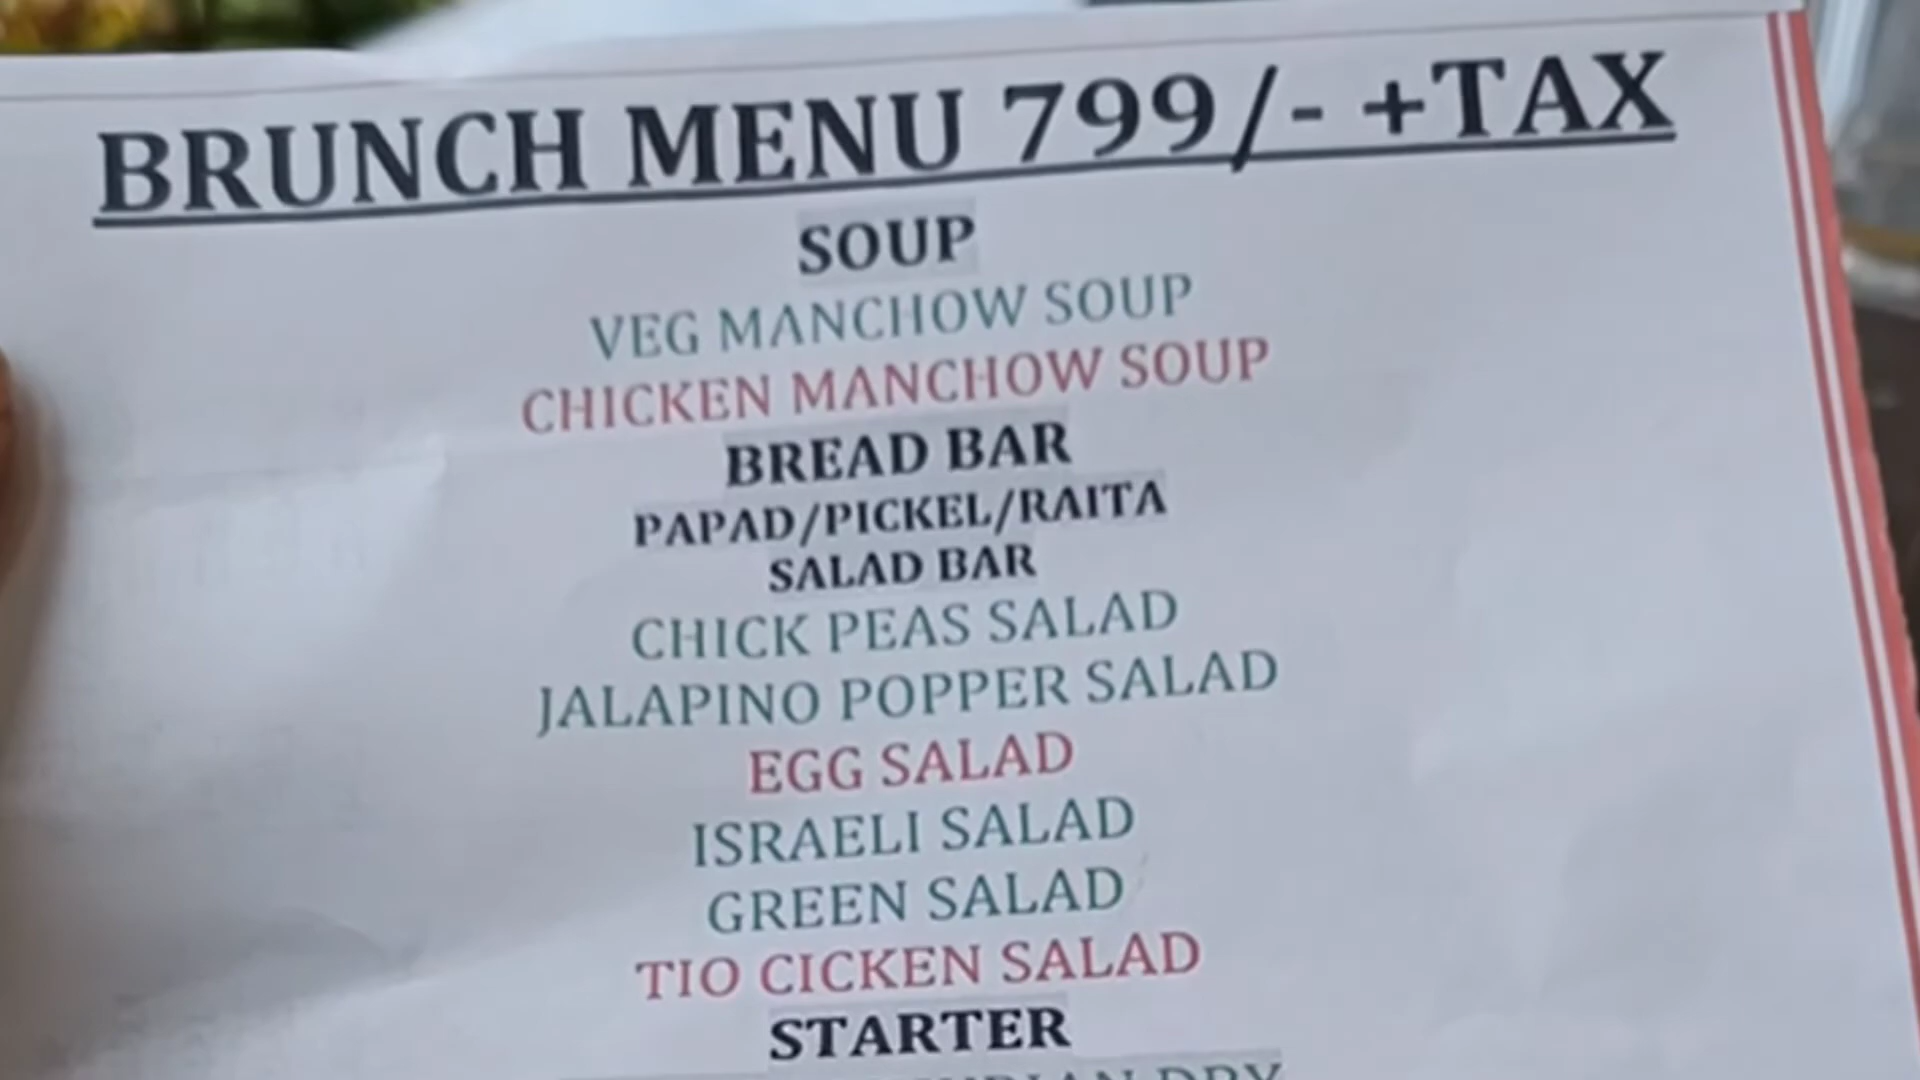 BRUNCH MENU 799/- +TAX
SOUP
VEG MANCHOW SOUP
CHICKEN MANCHOW SOUP
BREAD BAR
PAPAD/PICKEL/RAITA
SALAD BAR
CHICK PEAS SALAD
JALAPINO POPPER SALAD
EGG SALAD
ISRAELI SALAD
GREEN SALAD
TIO CICKEN SALAD
STARTER
DRY